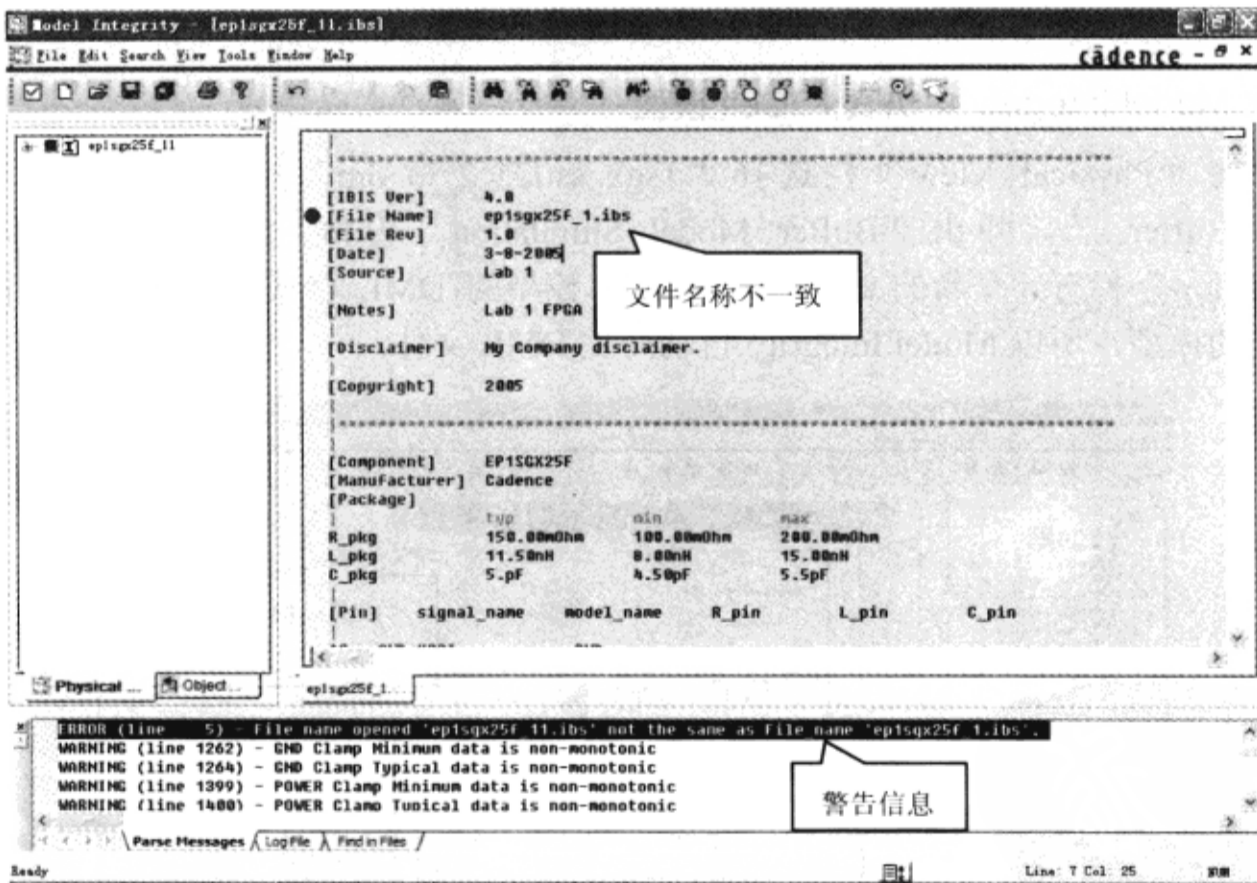 Model Integrity - [ep1sgx25f_11.ibs]
File Edit Search View Tools Window Help
cādence
ep1sgx25f_11
[IBIS Ver] 4.0
[File Name] ep1sgx25f_1.ibs
[File Rev] 1.0
[Date] 3-8-2005
[Source] Lab 1
文件名称不一致
[Notes] Lab 1 FPGA
[Disclaimer] My Company disclaimer.
[Copyright] 2005
[Component] EP1SGX25F
[Manufacturer] Cadence
[Package]
typ min max
R_pkg 150.00mOhm 100.00mOhm 200.00mOhm
L_pkg 11.50nH 8.00nH 15.00nH
C_pkg 5.pF 4.50pF 5.5pF
[Pin] signal_name model_name R_pin L_pin C_pin
Physical ... Object...
ep1sgx25f_1...
ERROR (line 5) - File name opened 'ep1sgx25f_11.ibs' not the same as File_name 'ep1sgx25f_1.ibs'.
WARNING (line 1262) - GND Clamp Minimum data is non-monotonic
WARNING (line 1264) - GND Clamp Typical data is non-monotonic
WARNING (line 1399) - POWER Clamp Minimum data is non-monotonic
WARNING (line 1400) - POWER Clamp Typical data is non-monotonic
警告信息
Parse Messages Log File Find in Files
Ready
Line: 7 Col: 25